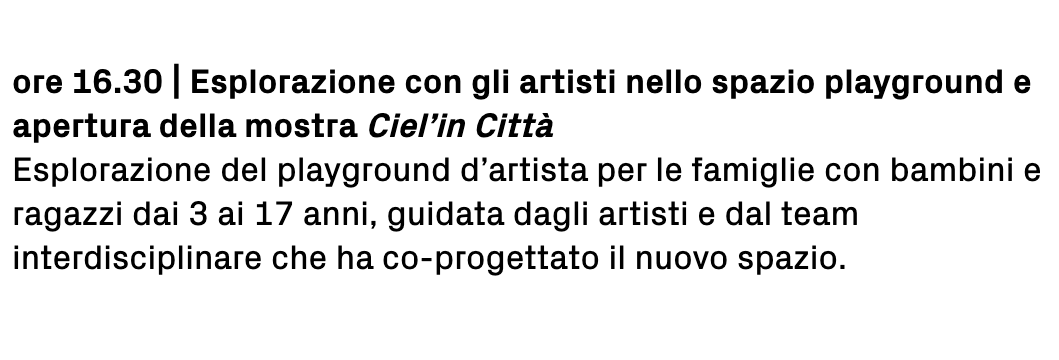 ore 16.30 | Esplorazione con gli artisti nello spazio playground e
apertura della mostra Ciel’in Città
Esplorazione del playground d’artista per le famiglie con bambini e
ragazzi dai 3 ai 17 anni, guidata dagli artisti e dal team
interdisciplinare che ha co-progettato il nuovo spazio.